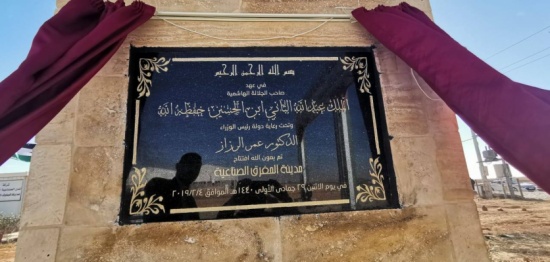 بسم الله الرحمن الرحيم
في عهد
صاحب الجلالة الهاشمية
الملك عبدالله الثاني ابن الحسين حفظه الله
وتحت رعاية دولة رئيس الوزراء
الدكتور عمر الرزاز
تم بعون الله افتتاح
مدينة المفرق الصناعية
في يوم الاثنين ٢٩ جمادى الأولى ١٤٤٠هـ الموافق ٢٠١٩/٢/٤